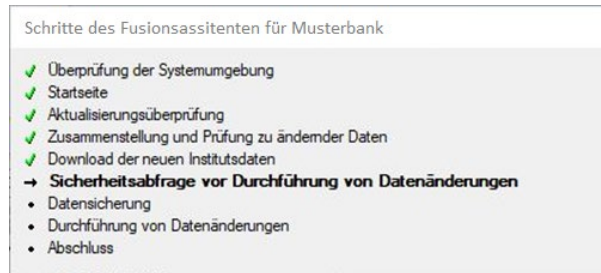 Schritte des Fusionsassitenten für Musterbank
Überprüfung der Systemumgebung
Startseite
Aktualisierungsüberprüfung
Zusammenstellung und Prüfung zu ändernder Daten
Download der neuen Institutsdaten
→ Sicherheitsabfrage vor Durchführung von Datenänderungen
• Datensicherung
• Durchführung von Datenänderungen
• Abschluss